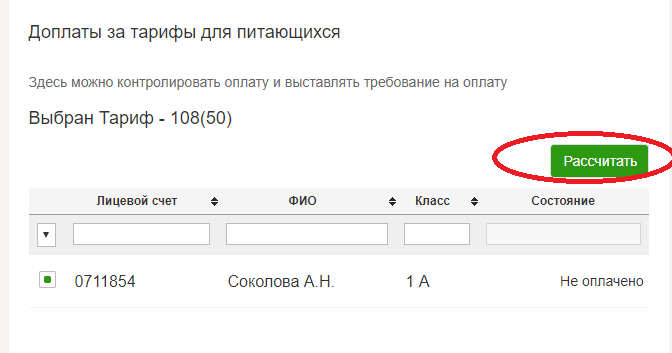 Доплаты за тарифы для питающихся
Здесь можно контролировать оплату и выставлять требование на оплату
Выбран Тариф - 108(50)
Рассчитать
Лицевой счет ФИО Класс Состояние
0711854 Соколова А.Н. 1 А Не оплачено